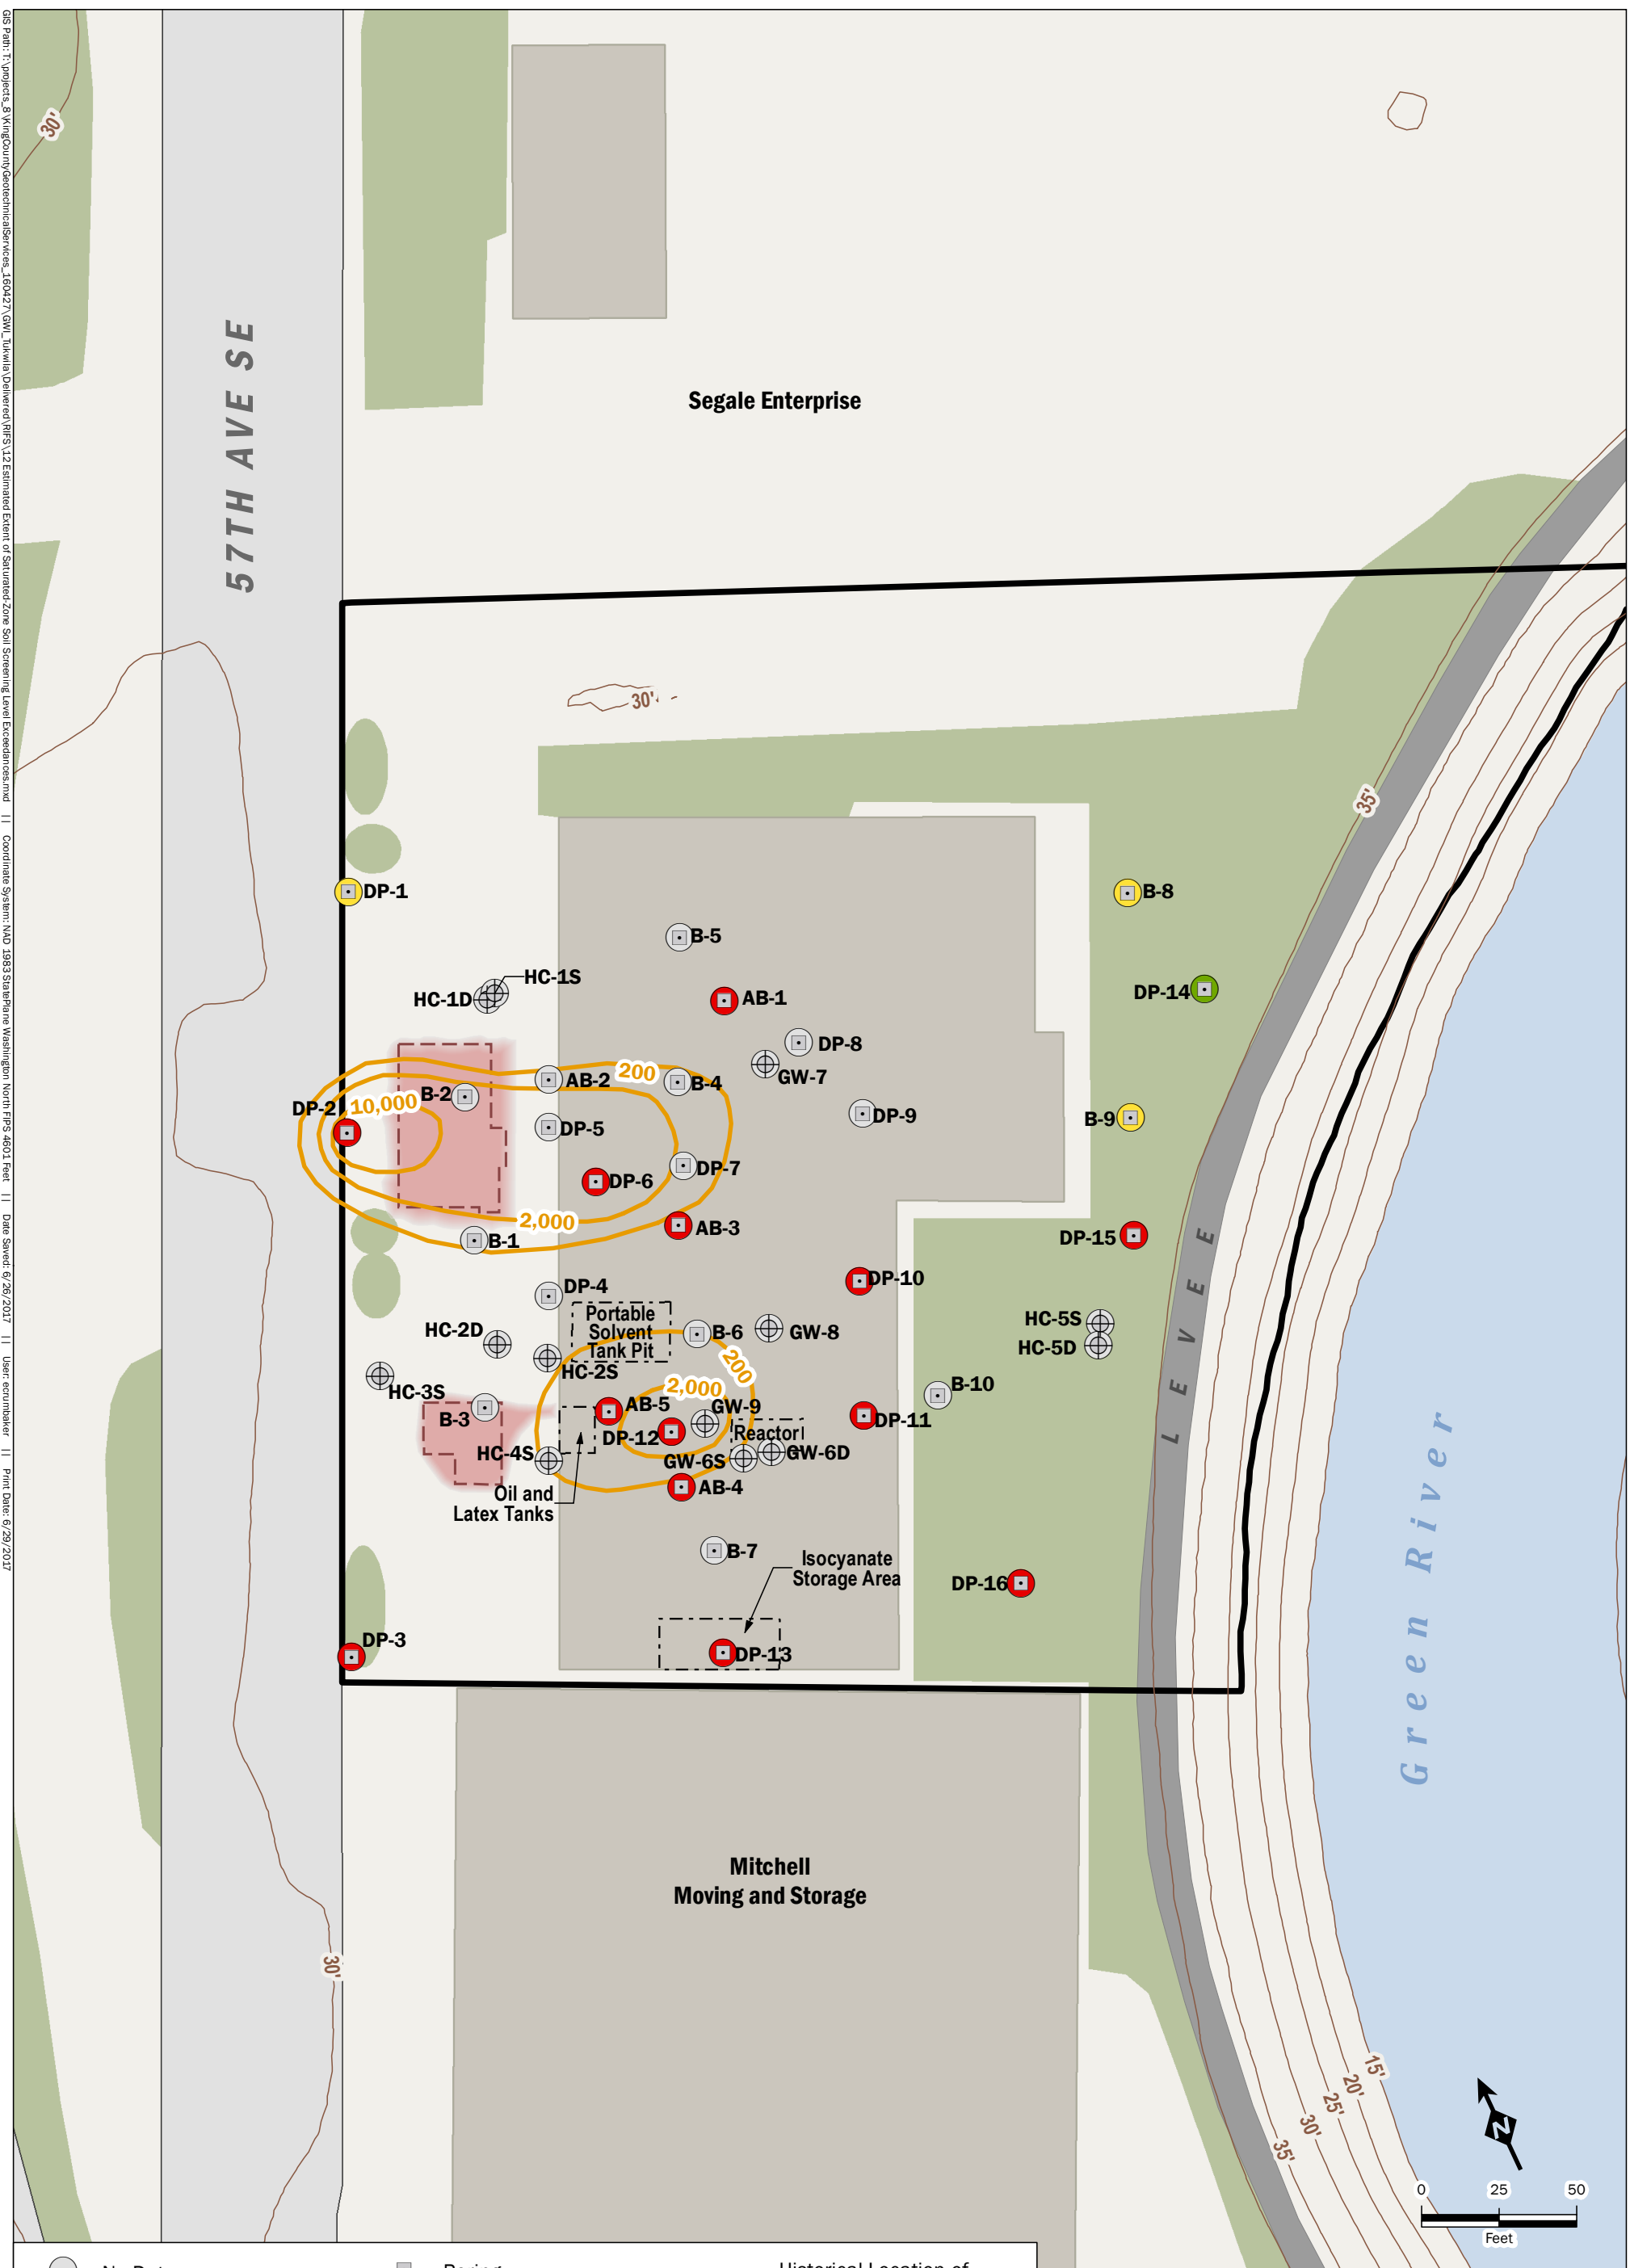 GIS Path: T:\projects_8\KingCountyGeotechnicalServices_160427\GWI_Tukwila\Delivered\RIFS\12 Estimated Extent of Saturated-Zone Soil Screening Level Exceedances.mxd || Coordinate System: NAD 1983 StatePlane Washington North FIPS 4601 Feet || Date Saved: 6/26/2017 || User: ecrumbaker || Print Date: 6/29/2017
30'
57TH AVE SE
Segale Enterprise
30'
35'
DP-1
B-8
B-5
HC-1S
HC-1D
AB-1
DP-14
DP-8
200
GW-7
AB-2
B-4
B-2
10,000
DP-2
DP-9
B-9
DP-5
DP-7
DP-6
2,000
AB-3
DP-15
B-1
LEVEE
DP-10
DP-4
Portable
Solvent
Tank Pit
HC-5S
HC-2D
B-6
GW-8
HC-5D
HC-2S
200
HC-3S
2,000
B-10
AB-5
GW-9
B-3
DP-11
DP-12
Reactor
HC-4S
GW-6S
GW-6D
AB-4
Oil and
Latex Tanks
Green River
B-7
Isocyanate
Storage Area
DP-16
DP-3
DP-13
Mitchell
Moving and Storage
30'
15'
20'
25'
30'
35'
N
0 25 50
Feet